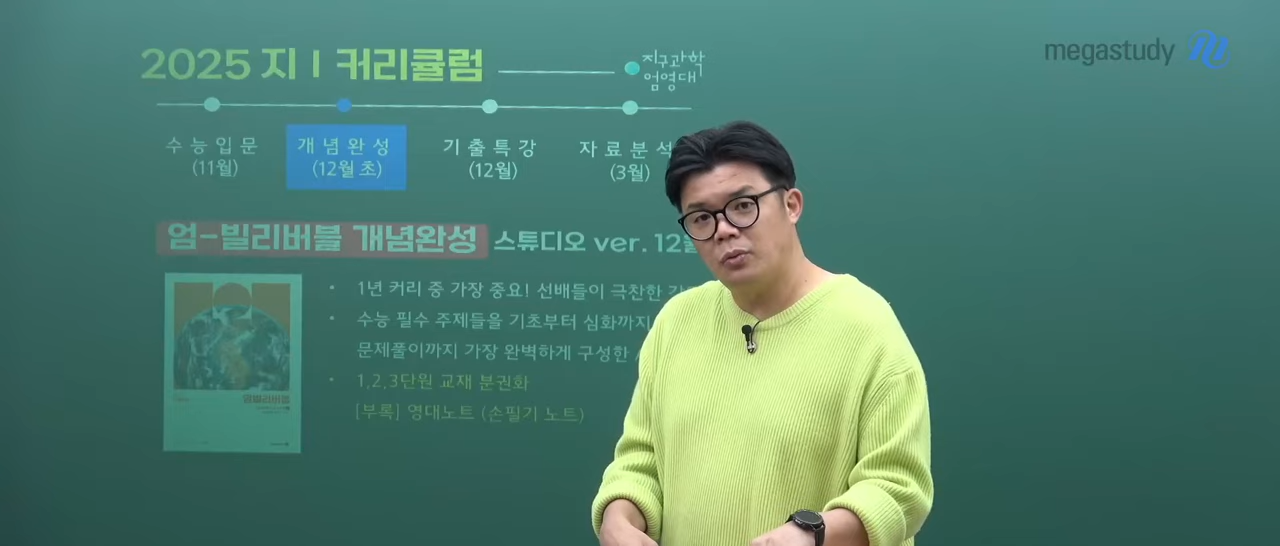 megastudy
2025 지 I 커리큘럼
지구과학
엄영대
수능입문
(11월)
개념완성
(12월 초)
기출특강
(12월)
자료분석
(3월)
엄-빌리버블 개념완성 스튜디오 ver. 12월
• 1년 커리 중 가장 중요! 선배들이 극찬한
• 수능 필수 주제들을 기초부터 심화까지
문제풀이까지 가장 완벽하게 구성한
• 1,2,3단원 교재 분권화
[부록] 영대노트 (손필기 노트)
엄빌리버블